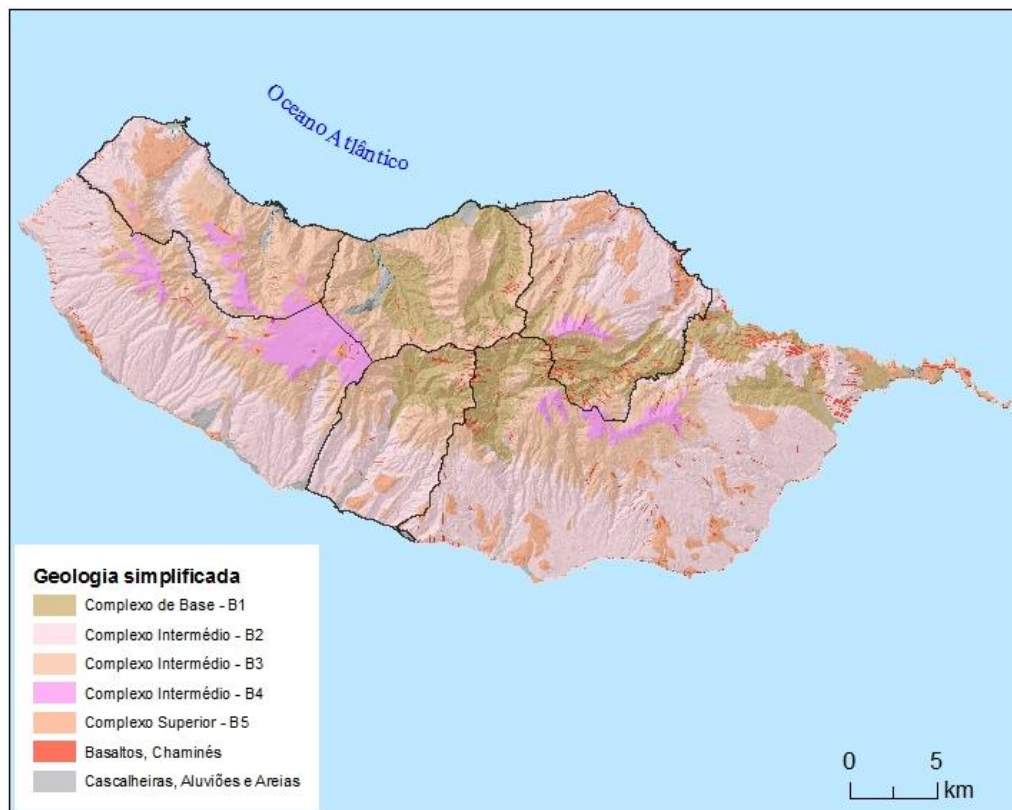 Oceano Atlântico
Geologia simplificada
Complexo de Base - B1
Complexo Intermédio - B2
Complexo Intermédio - B3
Complexo Intermédio - B4
Complexo Superior - B5
Basaltos, Chaminés
Cascalheiras, Aluviões e Areias
0 5
km